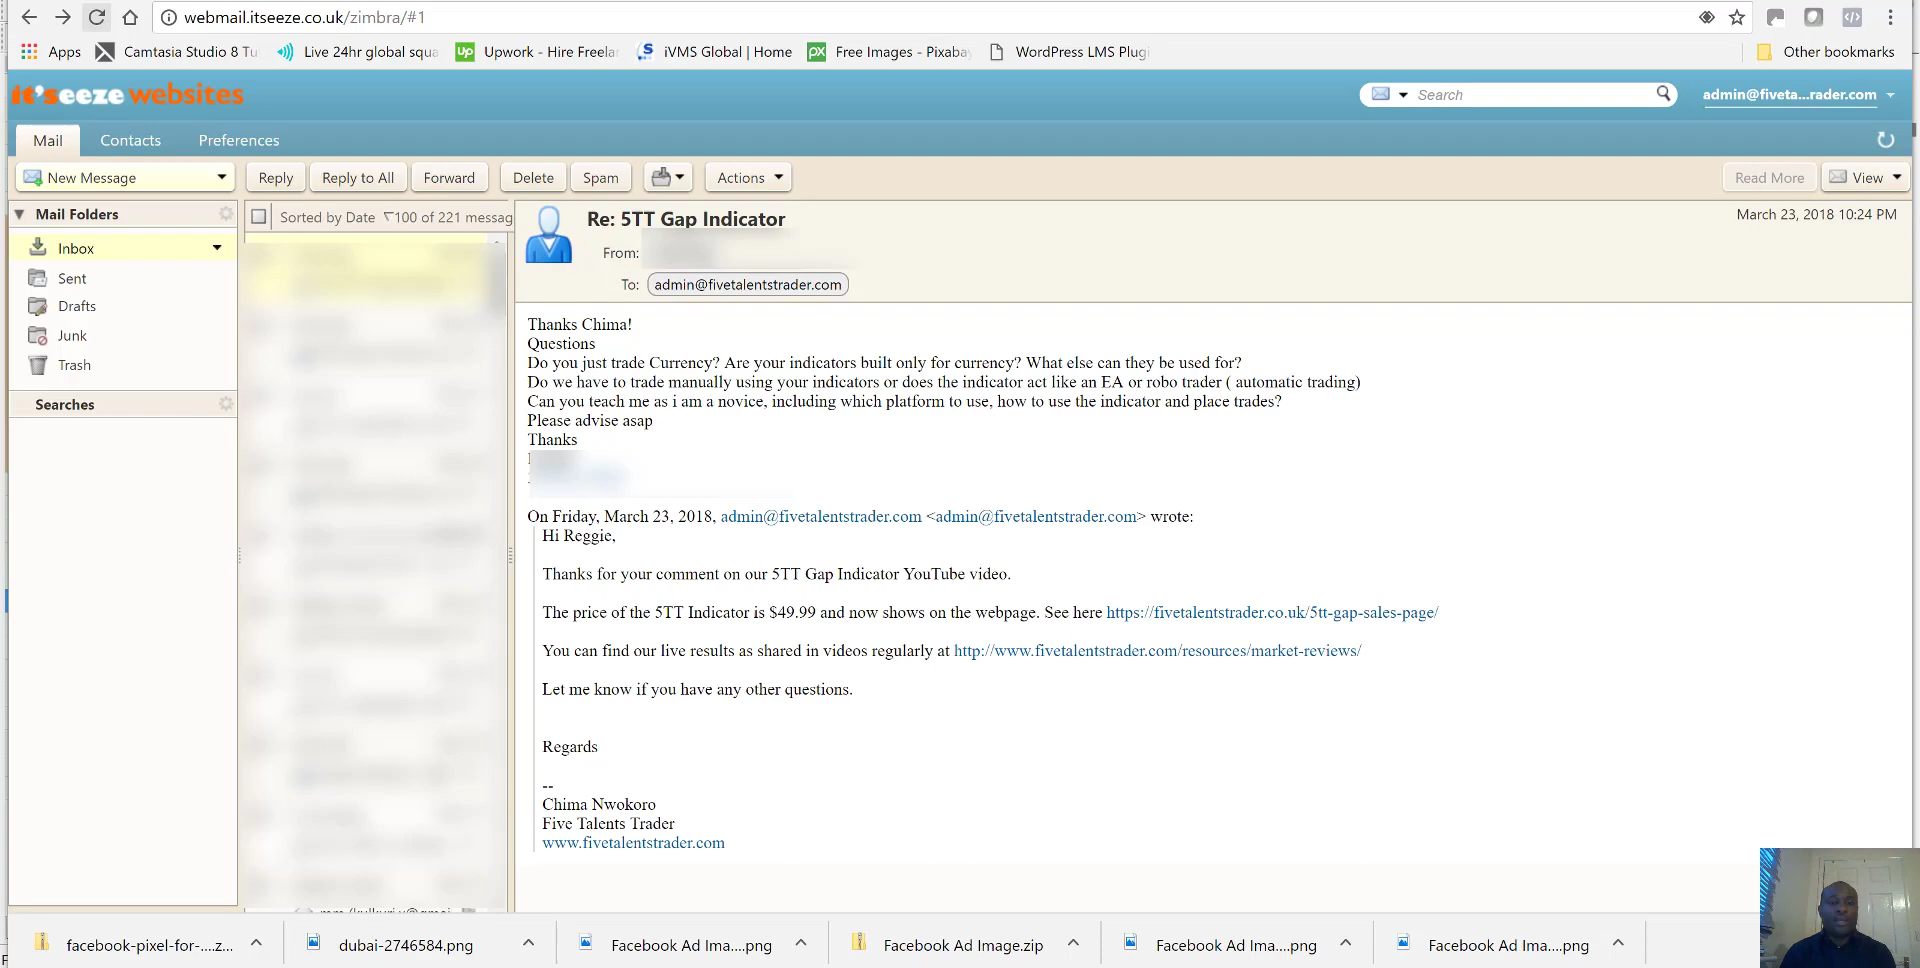 webmail.itseeze.co.uk/zimbra/#1
Apps
Camtasia Studio 8 Tu
Live 24hr global squa
Upwork - Hire Freelan
iVMS Global | Home
Free Images - Pixaba
WordPress LMS Plugi
Other bookmarks
it'seeze websites
Search
admin@fiveta...rader.com
Mail
Contacts
Preferences
New Message
Reply
Reply to All
Forward
Delete
Spam
Actions
Read More
View
Mail Folders
Inbox
Sent
Drafts
Junk
Trash
Searches
Sorted by Date
100 of 221 messag
Re: 5TT Gap Indicator
March 23, 2018 10:24 PM
From:
To: admin@fivetalentstrader.com
Thanks Chima!
Questions
Do you just trade Currency? Are your indicators built only for currency? What else can they be used for?
Do we have to trade manually using your indicators or does the indicator act like an EA or robo trader ( automatic trading)
Can you teach me as i am a novice, including which platform to use, how to use the indicator and place trades?
Please advise asap
Thanks
On Friday, March 23, 2018, admin@fivetalentstrader.com <admin@fivetalentstrader.com> wrote:
Hi Reggie,
Thanks for your comment on our 5TT Gap Indicator YouTube video.
The price of the 5TT Indicator is $49.99 and now shows on the webpage. See here https://fivetalentstrader.co.uk/5tt-gap-sales-page/
You can find our live results as shared in videos regularly at http://www.fivetalentstrader.com/resources/market-reviews/
Let me know if you have any other questions.
Regards
--
Chima Nwokoro
Five Talents Trader
www.fivetalentstrader.com
facebook-pixel-for-....z...
dubai-2746584.png
Facebook Ad Ima....png
Facebook Ad Image.zip
Facebook Ad Ima....png
Facebook Ad Ima....png